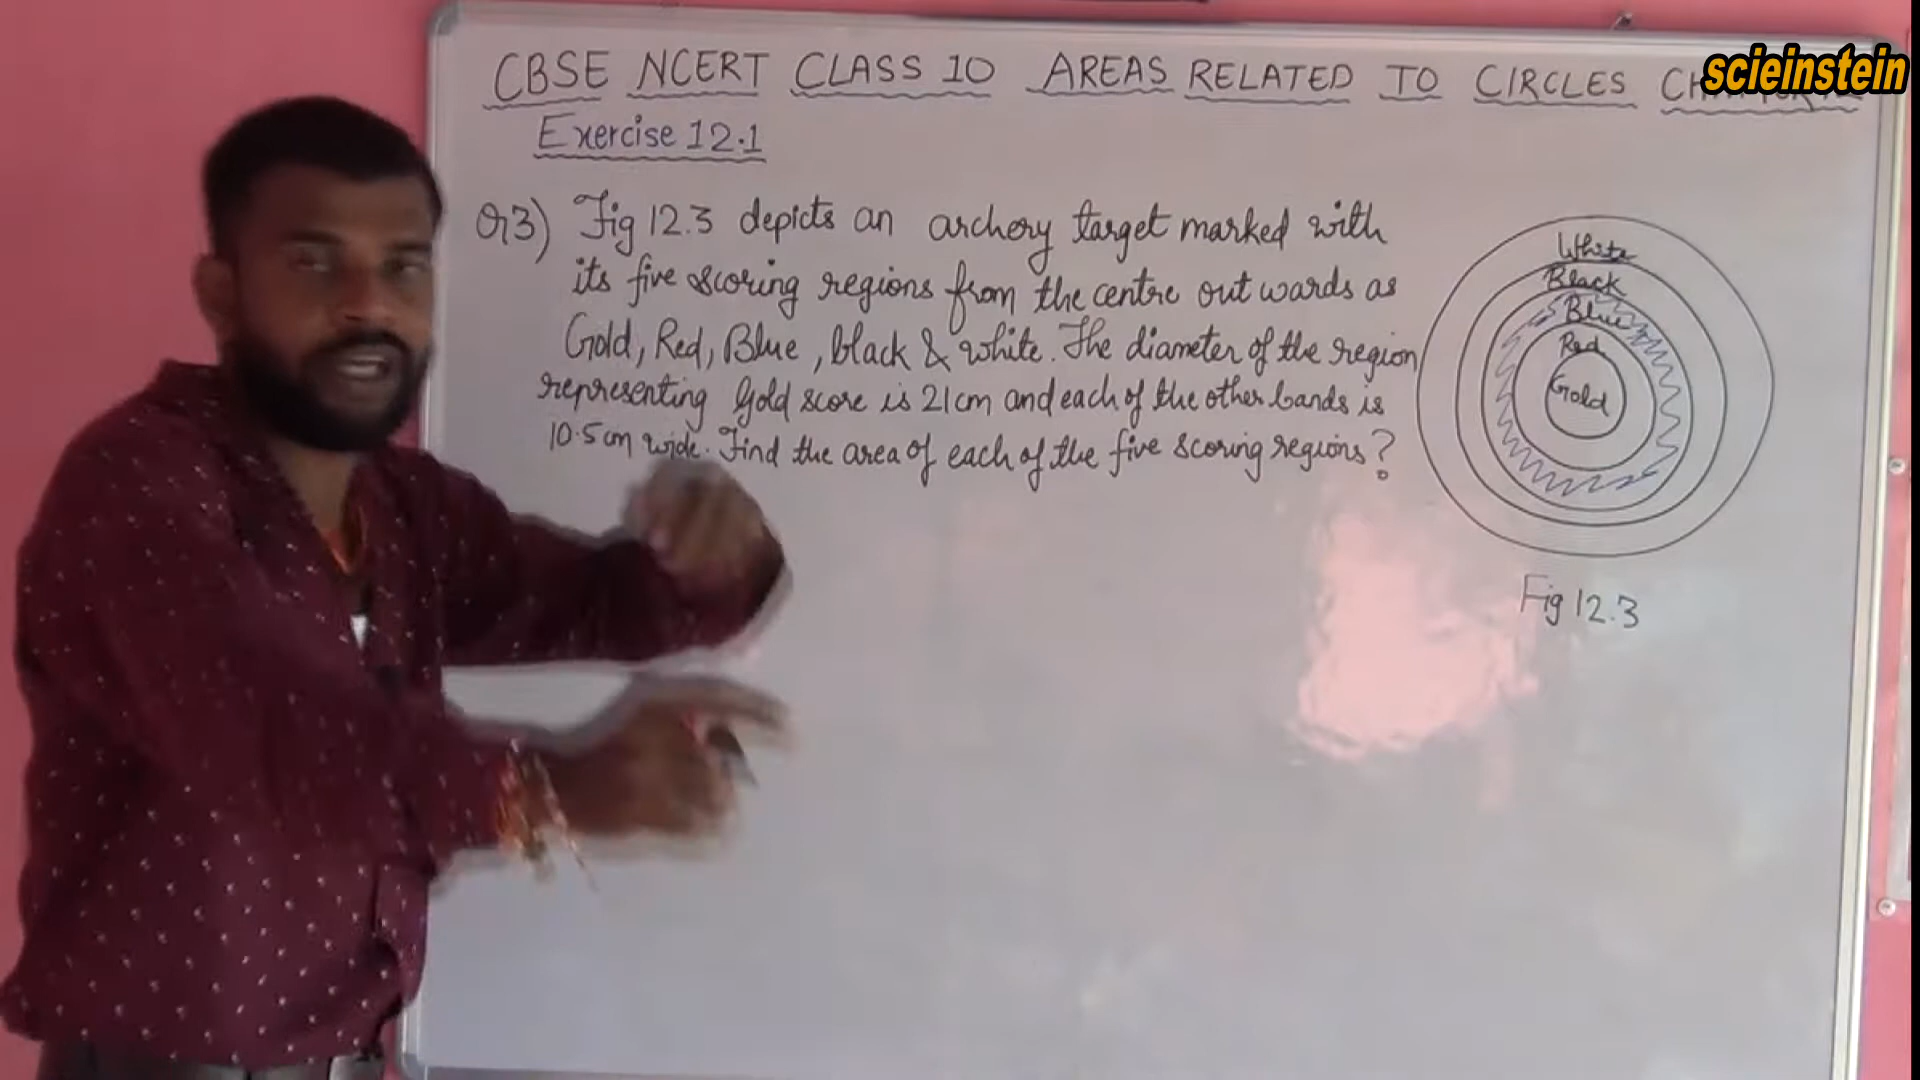 CBSE NCERT CLASS 10 AREAS RELATED TO CIRCLES
scieinstein
Exercise 12.1
Q3) Fig 12.3 depicts an archery target marked with
its five scoring regions from the centre outwards as
Gold, Red, Blue, black & white. The diameter of the region
representing Gold score is 21cm and each of the other bands is
10.5cm wide. Find the area of each of the five scoring regions?
White
Black
Blue
Red
Gold
Fig 12.3